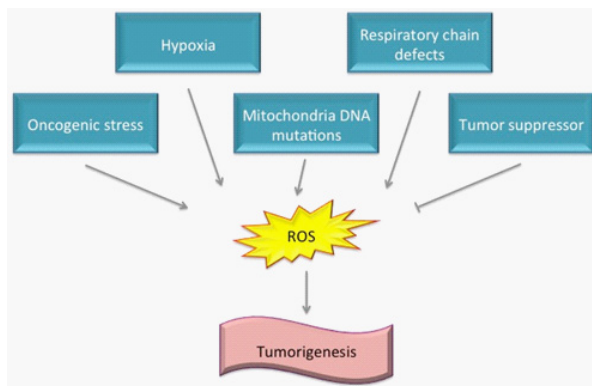 Hypoxia
Respiratory chain
defects
Oncogenic stress
Mitochondria DNA
mutations
Tumor suppressor
ROS
Tumorigenesis